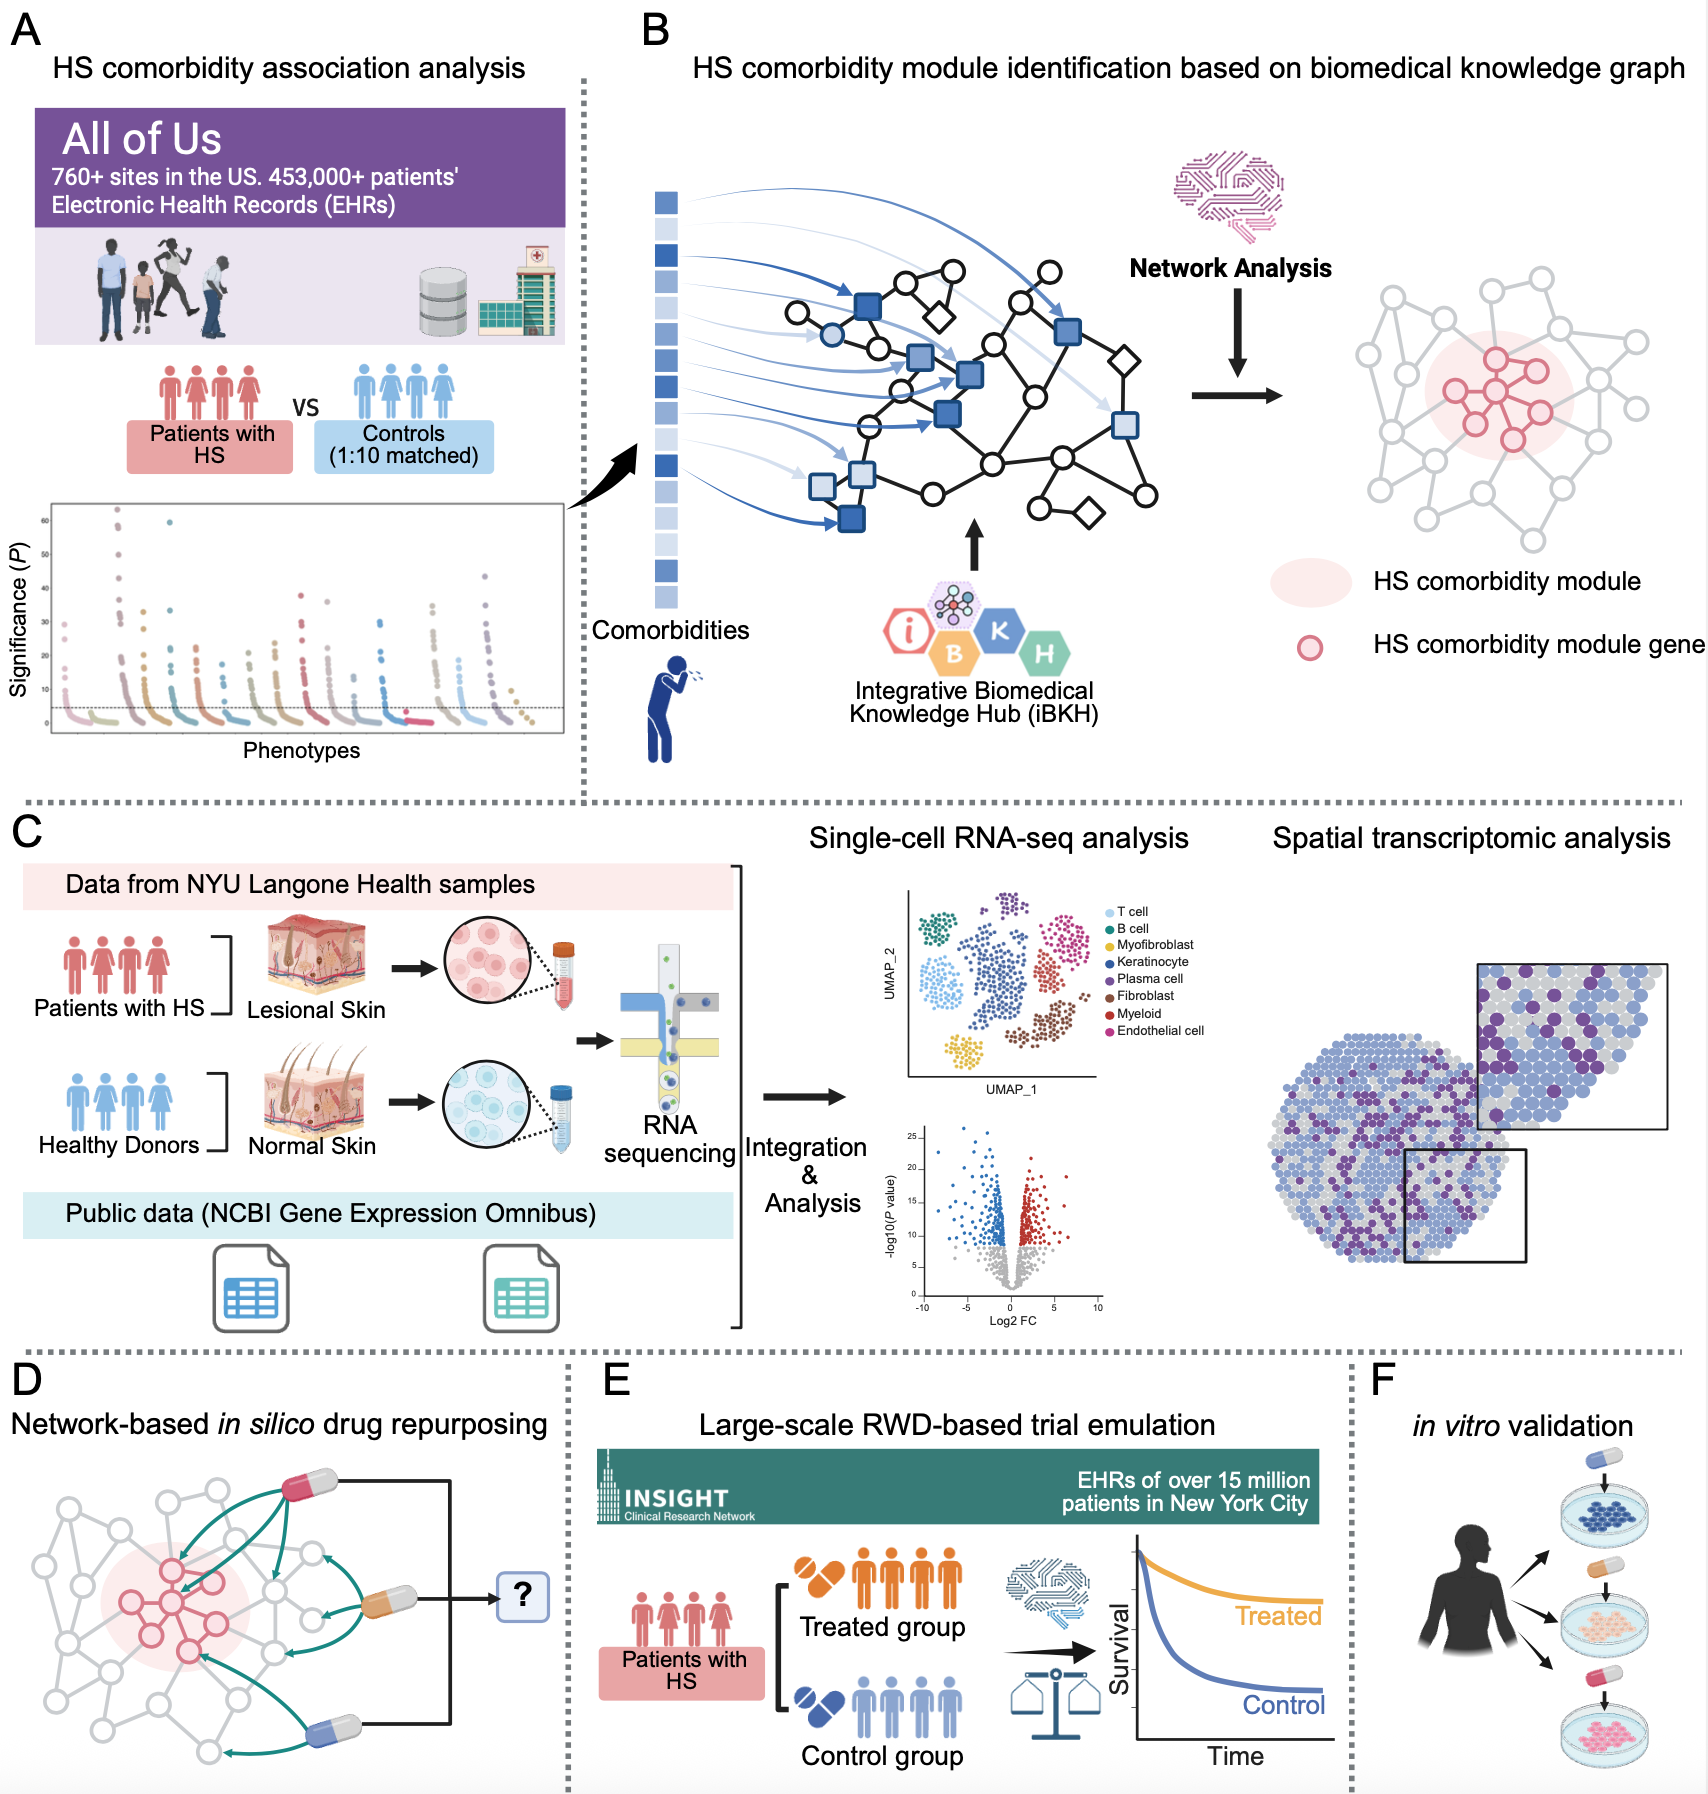 A
HS comorbidity association analysis
All of Us
760+ sites in the US. 453,000+ patients'
Electronic Health Records (EHRs)
Patients with
HS
VS
Controls
(1:10 matched)
Significance (P)
60
50
40
30
20
10
0
Phenotypes
B
HS comorbidity module identification based on biomedical knowledge graph
Comorbidities
Network Analysis
i
B
K
H
Integrative Biomedical
Knowledge Hub (iBKH)
HS comorbidity module
HS comorbidity module gene
C
Data from NYU Langone Health samples
Patients with HS
Lesional Skin
Healthy Donors
Normal Skin
RNA
sequencing
Public data (NCBI Gene Expression Omnibus)
Integration
&
Analysis
Single-cell RNA-seq analysis
UMAP_2
UMAP_1
T cell
B cell
Myofibroblast
Keratinocyte
Plasma cell
Fibroblast
Myeloid
Endothelial cell
-log10(P value)
25
20
15
10
5
0
-10
-5
0
5
10
Log2 FC
Spatial transcriptomic analysis
D
Network-based in silico drug repurposing
?
E
Large-scale RWD-based trial emulation
INSIGHT
Clinical Research Network
EHRs of over 15 million
patients in New York City
Patients with
HS
Treated group
Control group
Survival
Treated
Control
Time
F
in vitro validation